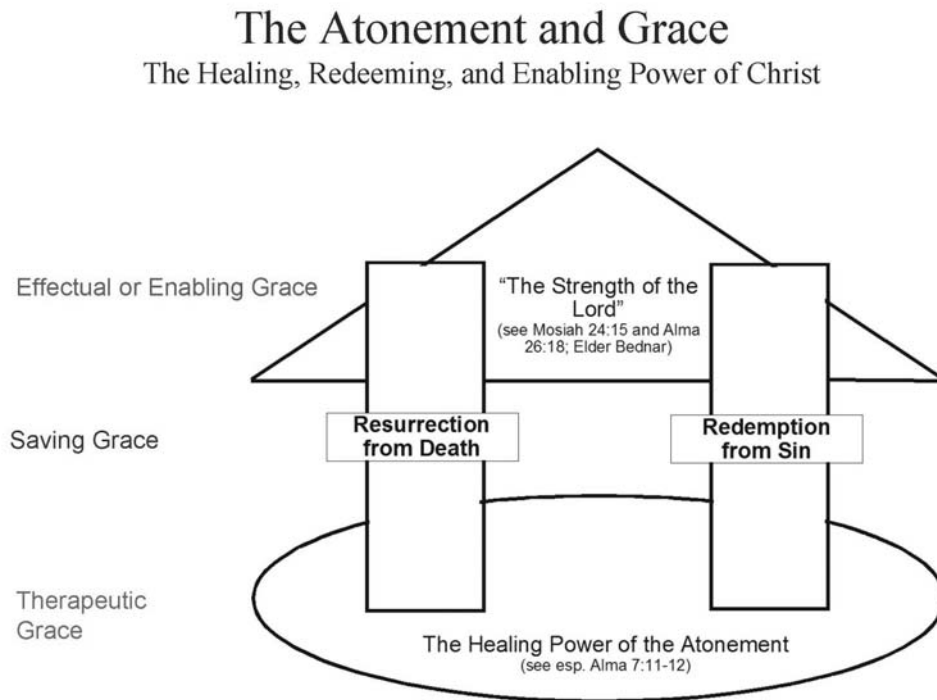 The Atonement and Grace
The Healing, Redeeming, and Enabling Power of Christ
Effectual or Enabling Grace
“The Strength of the
Lord”
(see Mosiah 24:15 and Alma
26:18; Elder Bednar)
Saving Grace
Resurrection
from Death
Redemption
from Sin
Therapeutic
Grace
The Healing Power of the Atonement
(see esp. Alma 7:11-12)